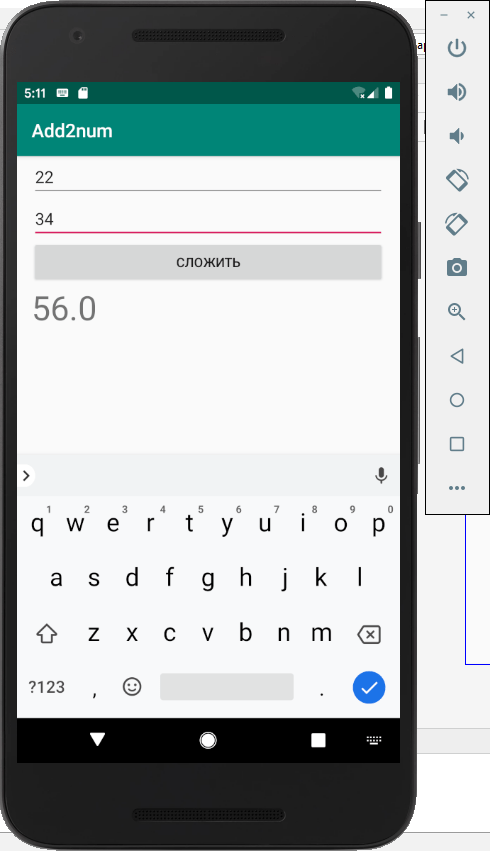 5:11
Add2num
22
34
СЛОЖИТЬ
56.0
1 2 3 4 5 6 7 8 9 0
q w e r t y u i o p
a s d f g h j k l
z x c v b n m
?123 , .